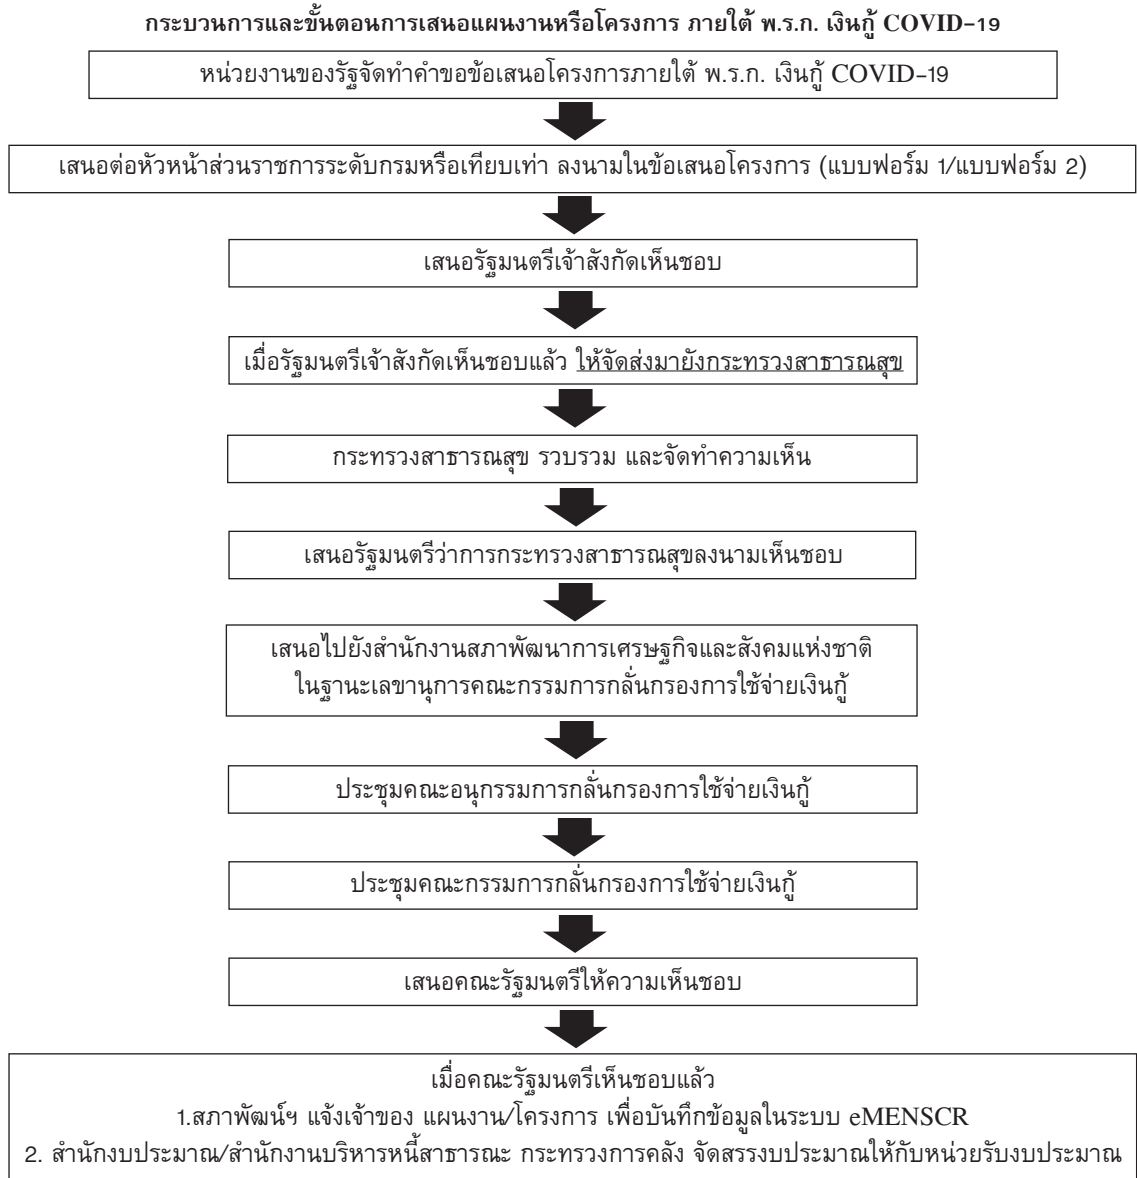 กระบวนการและขั้นตอนการเสนอแผนงานหรือโครงการ ภายใต้ พ.ร.ก. เงินกู้ COVID-19
หน่วยงานของรัฐจัดทำคำขอข้อเสนอโครงการภายใต้ พ.ร.ก. เงินกู้ COVID-19
เสนอต่อหัวหน้าส่วนราชการระดับกรมหรือเทียบเท่า ลงนามในข้อเสนอโครงการ (แบบฟอร์ม 1/แบบฟอร์ม 2)
เสนอรัฐมนตรีเจ้าสังกัดเห็นชอบ
เมื่อรัฐมนตรีเจ้าสังกัดเห็นชอบแล้ว ให้จัดส่งมายังกระทรวงสาธารณสุข
กระทรวงสาธารณสุข รวบรวม และจัดทำความเห็น
เสนอรัฐมนตรีว่าการกระทรวงสาธารณสุขลงนามเห็นชอบ
เสนอไปยังสำนักงานสภาพัฒนาการเศรษฐกิจและสังคมแห่งชาติ
ในฐานะเลขานุการคณะกรรมการกลั่นกรองการใช้จ่ายเงินกู้
ประชุมคณะอนุกรรมการกลั่นกรองการใช้จ่ายเงินกู้
ประชุมคณะกรรมการกลั่นกรองการใช้จ่ายเงินกู้
เสนอคณะรัฐมนตรีให้ความเห็นชอบ
เมื่อคณะรัฐมนตรีเห็นชอบแล้ว
1.สภาพัฒน์ฯ แจ้งเจ้าของ แผนงาน/โครงการ เพื่อบันทึกข้อมูลในระบบ eMENSCR
2. สำนักงบประมาณ/สำนักงานบริหารหนี้สาธารณะ กระทรวงการคลัง จัดสรรงบประมาณให้กับหน่วยรับงบประมาณ